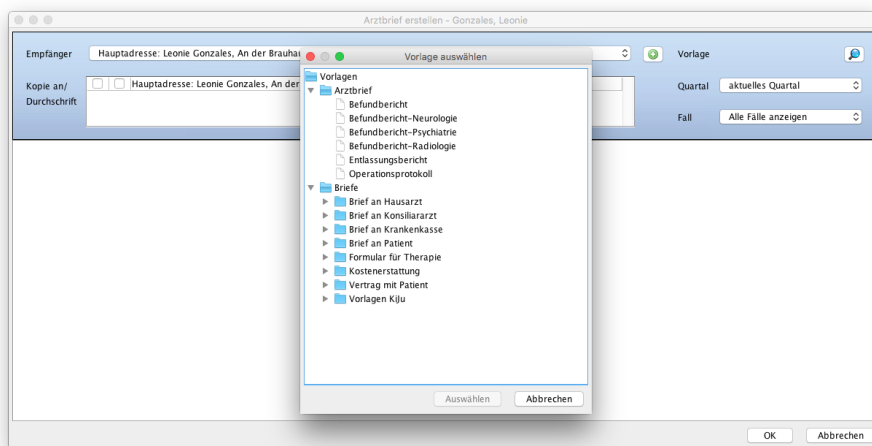 Arztbrief erstellen - Gonzales, Leonie
Empfänger
Hauptadresse: Leonie Gonzales, An der Brauhau
Vorlage
Kopie an/
Durchschrift
Hauptadresse: Leonie Gonzales, An der
Quartal
aktuelles Quartal
Fall
Alle Fälle anzeigen
Vorlage auswählen
Vorlagen
Arztbrief
Befundbericht
Befundbericht-Neurologie
Befundbericht-Psychiatrie
Befundbericht-Radiologie
Entlassungsbericht
Operationsprotokoll
Briefe
Brief an Hausarzt
Brief an Konsiliararzt
Brief an Krankenkasse
Brief an Patient
Formular für Therapie
Kostenerstattung
Vertrag mit Patient
Vorlagen KiJu
Auswählen
Abbrechen
OK
Abbrechen